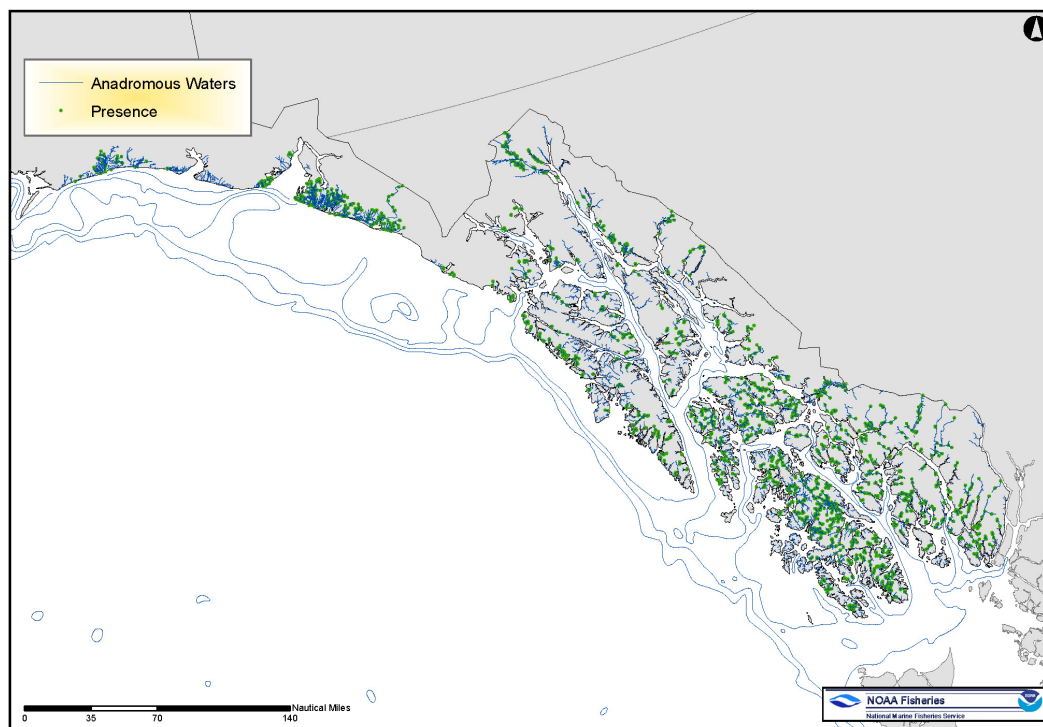 Anadromous Waters
Presence
Nautical Miles
0 35 70 140
NOAA Fisheries
National Marine Fisheries Service